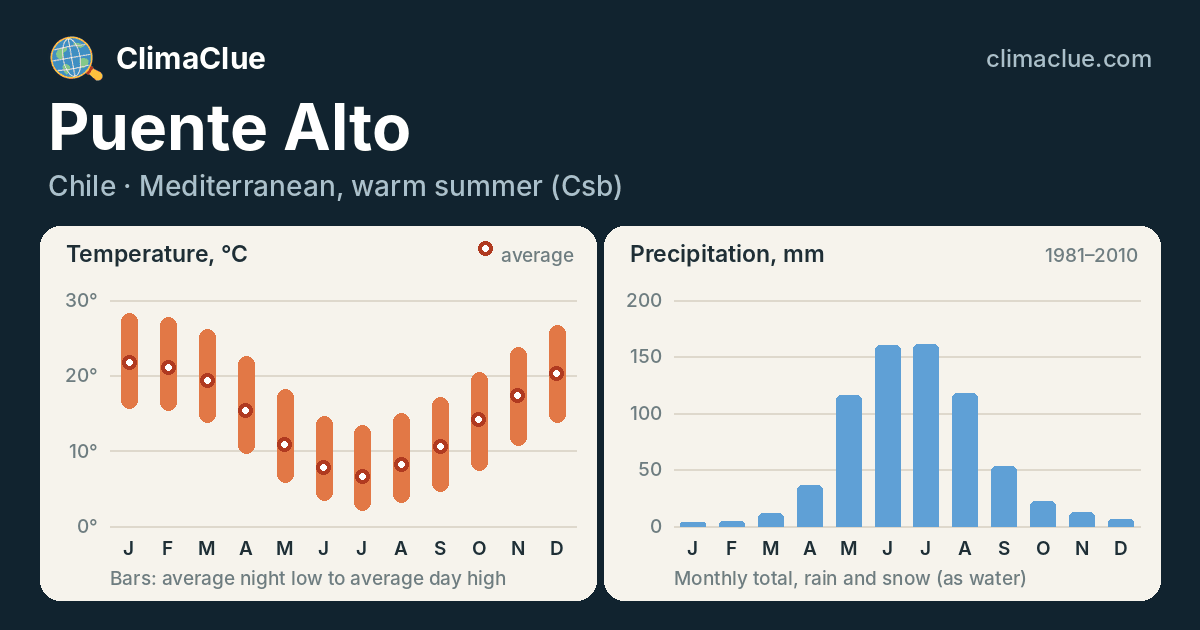 ClimaClue
climaclue.com
Puente Alto
Chile · Mediterranean, warm summer (Csb)
Temperature, °C
average
30°
20°
10°
0°
J F M A M J J A S O N D
Bars: average night low to average day high
Precipitation, mm
1981–2010
200
150
100
50
0
J F M A M J J A S O N D
Monthly total, rain and snow (as water)